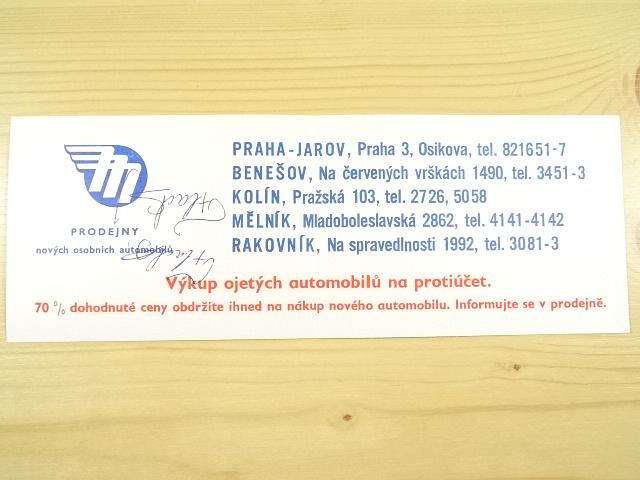 PRAHA-JAROV, Praha 3, Osikova, tel. 821651-7
BENEŠOV, Na červených vrškách 1490, tel. 3451-3
KOLÍN, Pražská 103, tel. 2726, 5058
MĚLNÍK, Mladoboleslavská 2862, tel. 4141-4142
RAKOVNÍK, Na spravedlnosti 1992, tel. 3081-3
PRODEJNY
nových osobních automobilů
Výkup ojetých automobilů na protiúčet.
70 % dohodnuté ceny obdržíte ihned na nákup nového automobilu. Informujte se v prodejně.